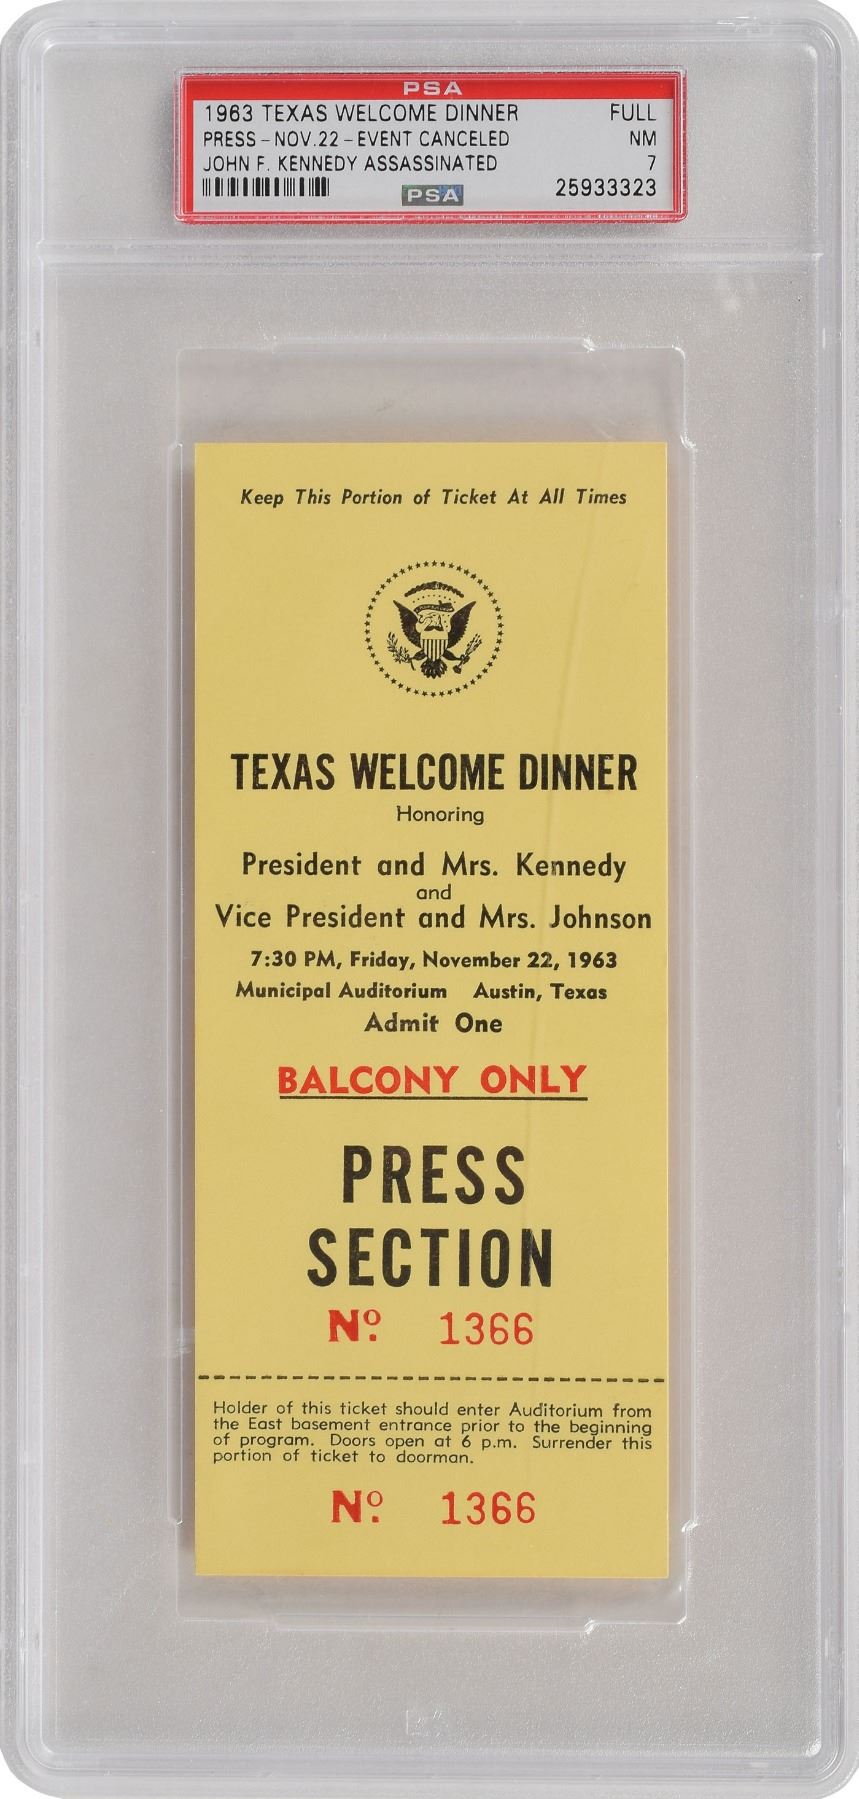 PSA
1963 TEXAS WELCOME DINNER FULL
PRESS - NOV.22 - EVENT CANCELED NM
JOHN F. KENNEDY ASSASSINATED 7
PSA 25933323
Keep This Portion of Ticket At All Times
TEXAS WELCOME DINNER
Honoring
President and Mrs. Kennedy
and
Vice President and Mrs. Johnson
7:30 PM, Friday, November 22, 1963
Municipal Auditorium Austin, Texas
Admit One
BALCONY ONLY
PRESS
SECTION
Nº. 1366
Holder of this ticket should enter Auditorium from
the East basement entrance prior to the beginning
of program. Doors open at 6 p.m. Surrender this
portion of ticket to doorman.
Nº. 1366